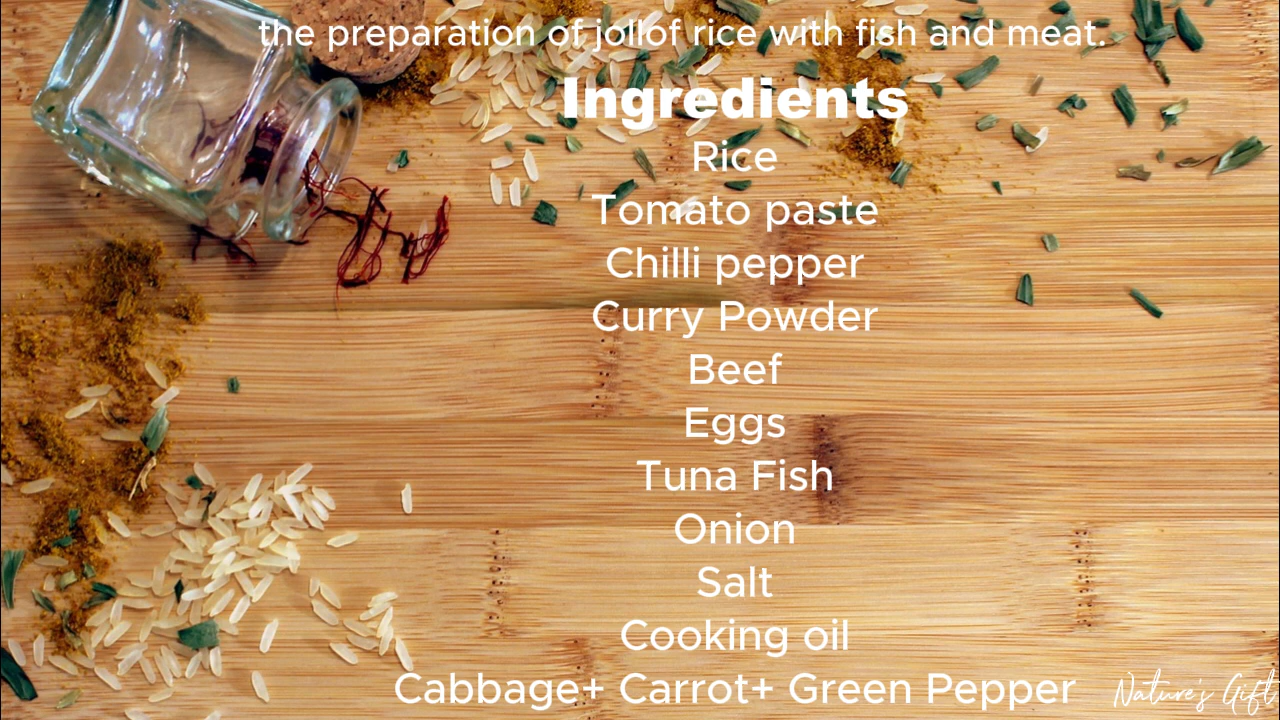 the preparation of jollof rice with fish and meat.
Ingredients
Rice
Tomato paste
Chilli pepper
Curry Powder
Beef
Eggs
Tuna Fish
Onion
Salt
Cooking oil
Cabbage+ Carrot+ Green Pepper
Nature's Gift